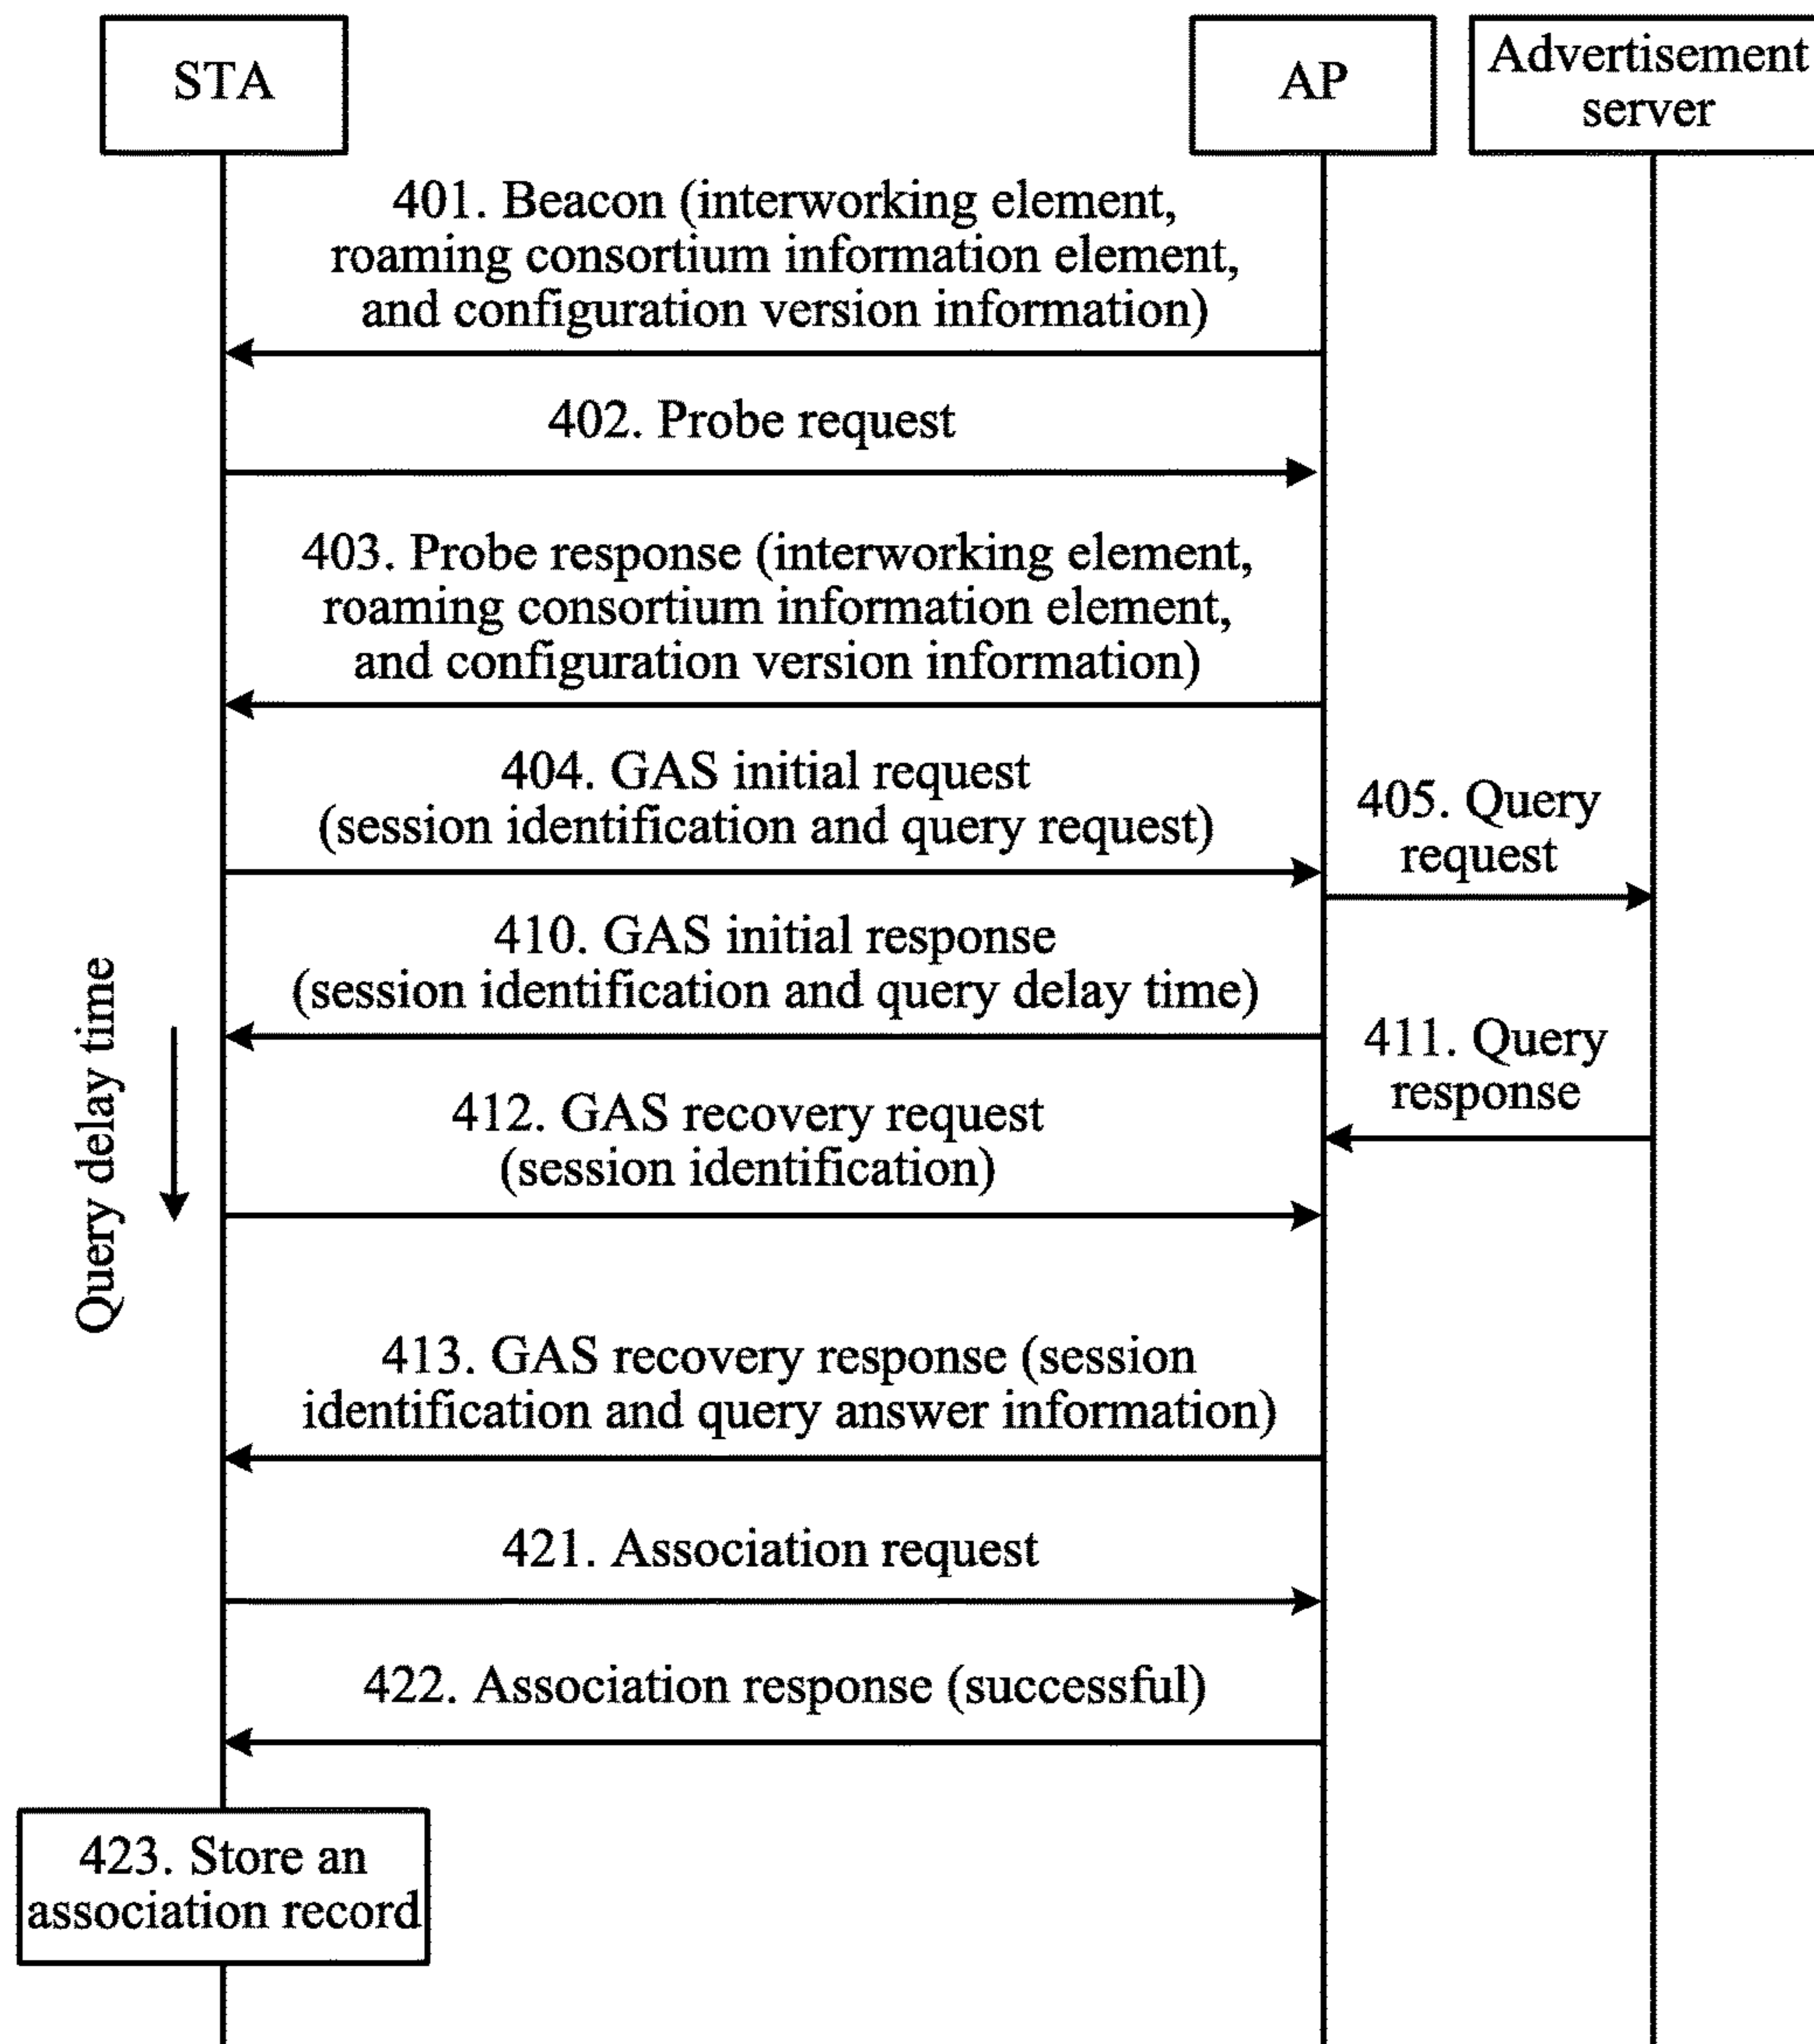 STA
AP
Advertisement
server
401. Beacon (interworking element,
roaming consortium information element,
and configuration version information)
402. Probe request
403. Probe response (interworking element,
roaming consortium information element,
and configuration version information)
404. GAS initial request
(session identification and query request)
405. Query
request
410. GAS initial response
(session identification and query delay time)
Query delay time
411. Query
response
412. GAS recovery request
(session identification)
413. GAS recovery response (session
identification and query answer information)
421. Association request
422. Association response (successful)
423. Store an
association record